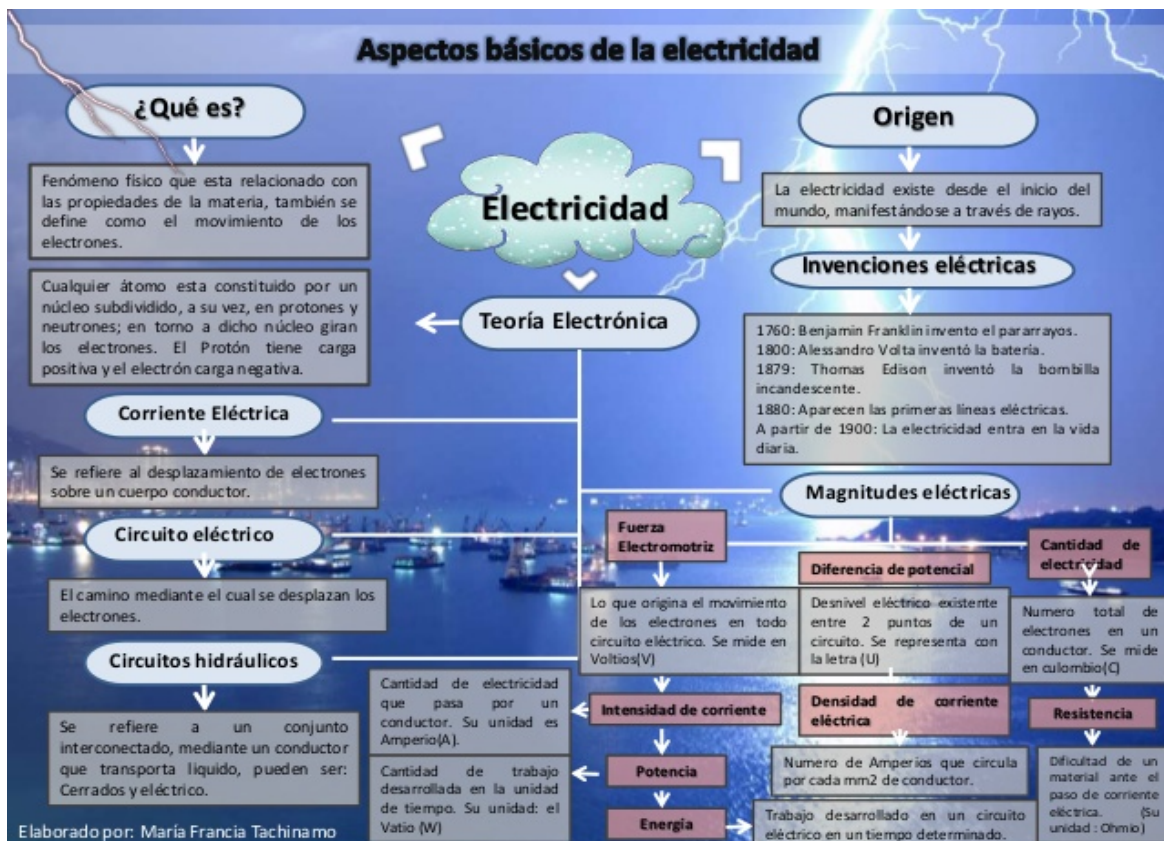 Aspectos básicos de la electricidad
¿Qué es?
Fenómeno físico que esta relacionado con
las propiedades de la materia, también se
define como el movimiento de los
electrones.
Electricidad
Origen
La electricidad existe desde el inicio del
mundo, manifestándose a través de rayos.
Invenciones eléctricas
1760: Benjamin Franklin invento el pararrayos.
1800: Alessandro Volta inventó la batería.
1879: Thomas Edison inventó la bombilla
incandescente.
1880: Aparecen las primeras líneas eléctricas.
A partir de 1900: La electricidad entra en la vida
diaria.
Teoría Electrónica
Cualquier átomo esta constituido por un
núcleo subdividido, a su vez, en protones y
neutrones; en torno a dicho núcleo giran
los electrones. El Protón tiene carga
positiva y el electrón carga negativa.
Corriente Eléctrica
Se refiere al desplazamiento de electrones
sobre un cuerpo conductor.
Circuito eléctrico
El camino mediante el cual se desplazan los
electrones.
Circuitos hidráulicos
Se refiere a un conjunto
interconectado, mediante un conductor
que transporta liquido, pueden ser:
Cerrados y eléctrico.
Magnitudes eléctricas
Fuerza
Electromotriz
Lo que origina el movimiento
de los electrones en todo
circuito eléctrico. Se mide en
Voltios(V)
Diferencia de potencial
Desnivel eléctrico existente
entre 2 puntos de un
circuito. Se representa con
la letra (U)
Cantidad de
electricidad
Numero total de
electrones en un
conductor. Se mide
en culombio(C)
Intensidad de corriente
Cantidad de electricidad
que pasa por un
conductor. Su unidad es
Amperio(A).
Densidad de corriente
eléctrica
Numero de Amperios que circula
por cada mm2 de conductor.
Resistencia
Dificultad de un
material ante el
paso de corriente
eléctrica. (Su
unidad : Ohmio)
Potencia
Cantidad de trabajo
desarrollada en la unidad
de tiempo. Su unidad: el
Vatio (W)
Energía
Trabajo desarrollado en un circuito
eléctrico en un tiempo determinado.
Elaborado por: María Francia Tachinamo